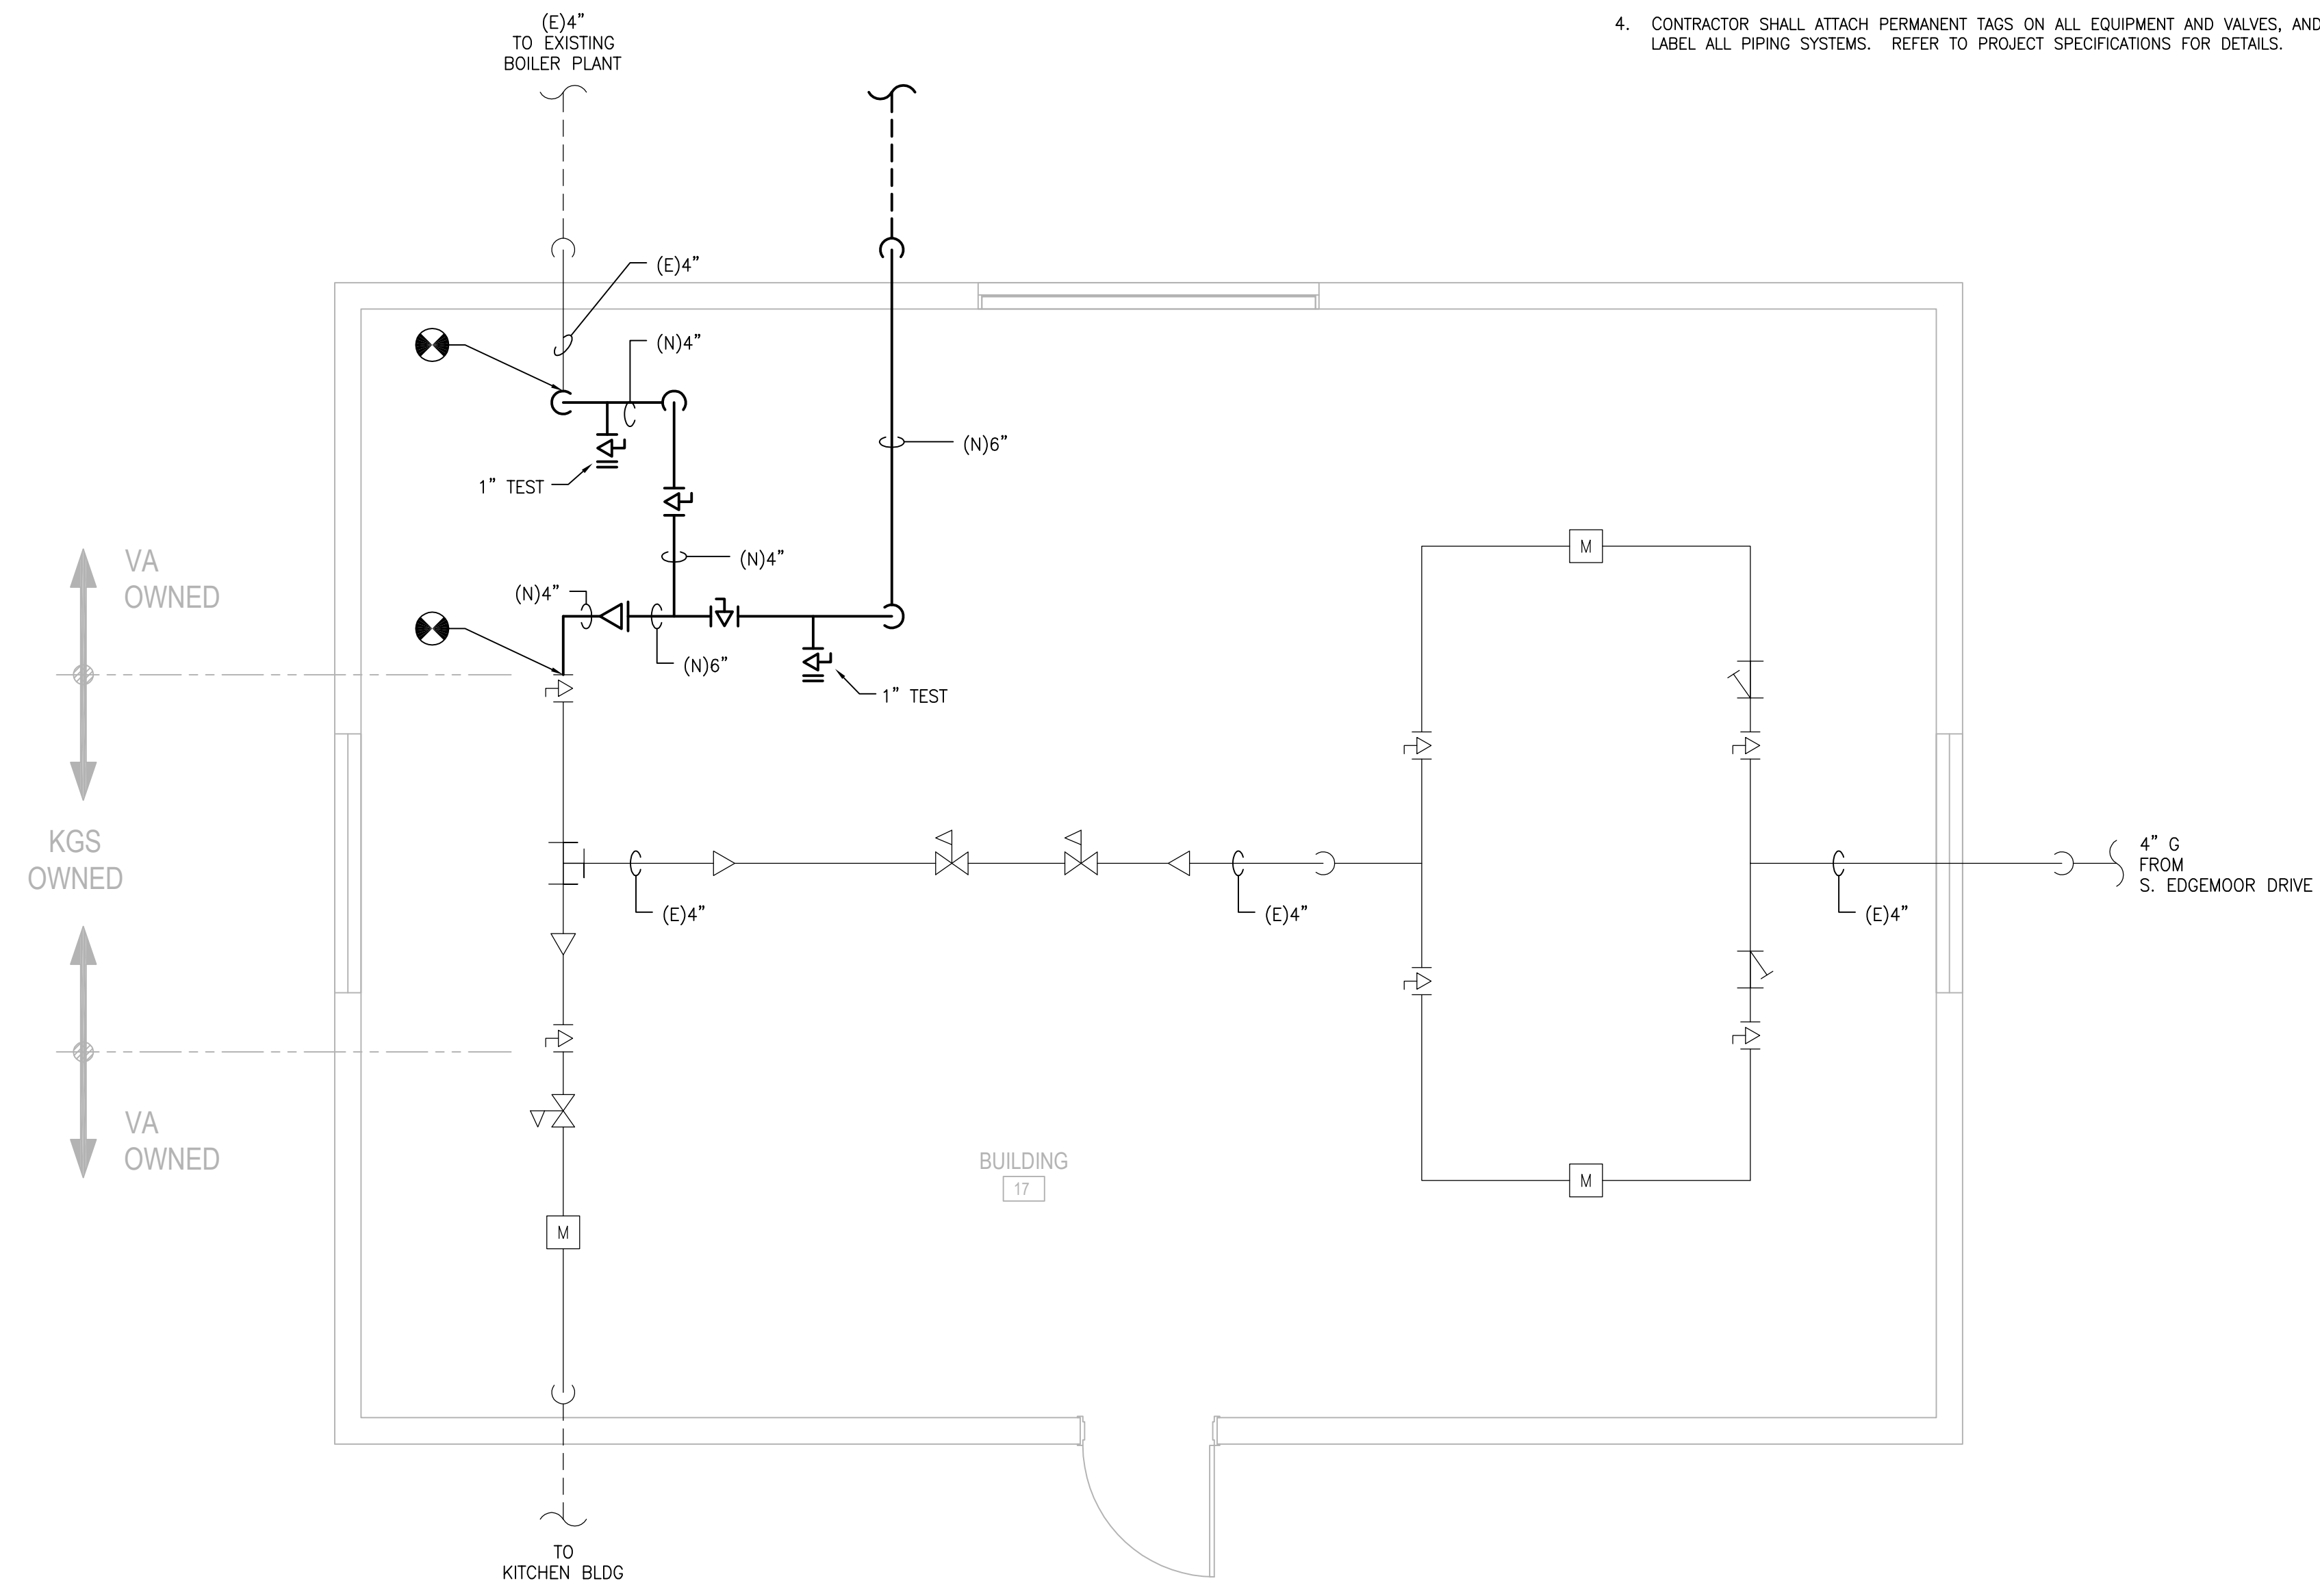 (E)4”
TO EXISTING
BOILER PLANT
4. CONTRACTOR SHALL ATTACH PERMANENT TAGS ON ALL EQUIPMENT AND VALVES, AND
LABEL ALL PIPING SYSTEMS. REFER TO PROJECT SPECIFICATIONS FOR DETAILS.
(E)4”
(N)4”
(N)6”
1” TEST
VA
OWNED
M
(N)4”
(N)4”
(N)6”
1” TEST
KGS
OWNED
4” G
FROM
S. EDGEMOOR DRIVE
(E)4”
(E)4”
(E)4”
VA
OWNED
BUILDING
17
M
M
TO
KITCHEN BLDG